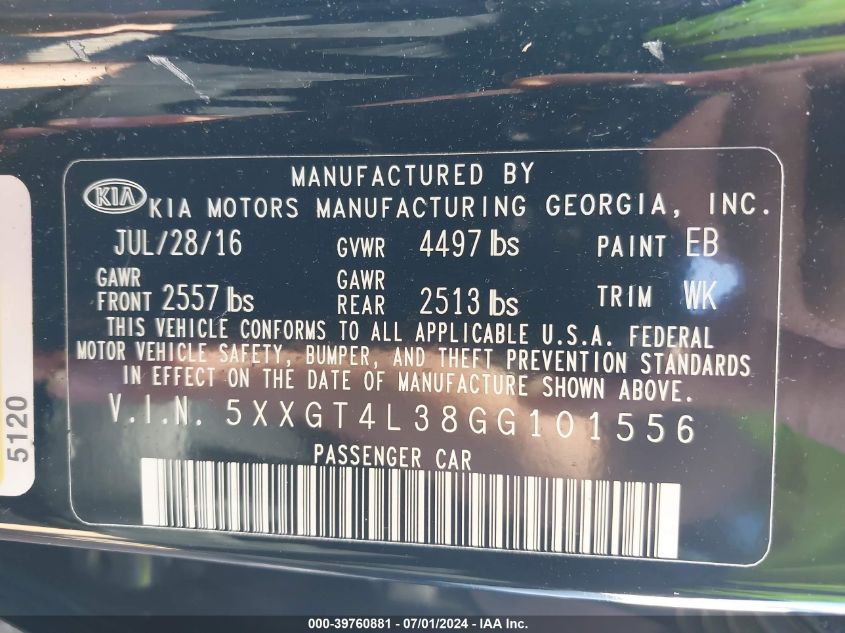 MANUFACTURED BY
KIA KIA MOTORS MANUFACTURING GEORGIA, INC.
JUL/28/16 GVWR 4497 lbs PAINT EB
GAWR FRONT 2557 lbs GAWR REAR 2513 lbs TRIM WK
THIS VEHICLE CONFORMS TO ALL APPLICABLE U.S.A. FEDERAL
MOTOR VEHICLE SAFETY, BUMPER, AND THEFT PREVENTION STANDARDS
IN EFFECT ON THE DATE OF MANUFACTURE SHOWN ABOVE.
V.I.N. 5XXGT4L38GG101556
PASSENGER CAR
5120
000-39760881 / 07/01/2024 - IAA Inc.